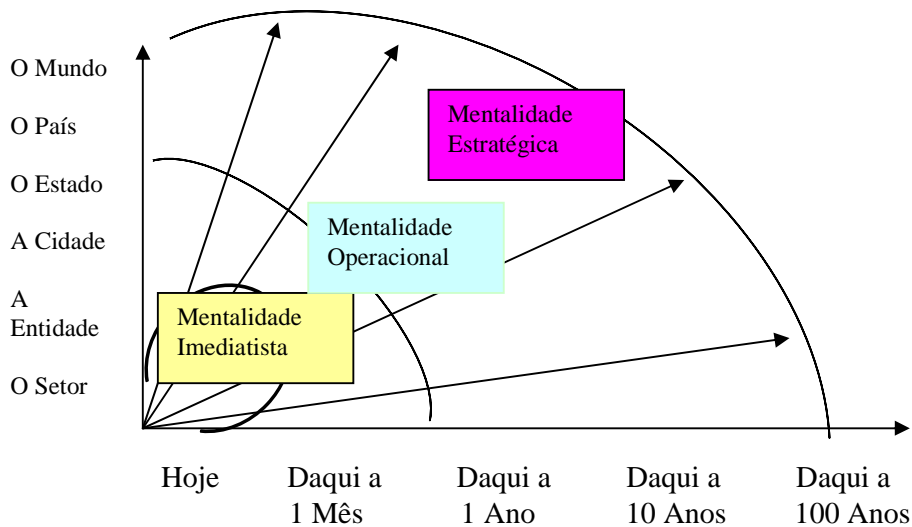 O Mundo
O País
O Estado
A Cidade
A
Entidade
O Setor
Mentalidade
Estratégica
Mentalidade
Operacional
Mentalidade
Imediatista
Hoje
Daqui a
1 Mês
Daqui a
1 Ano
Daqui a
10 Anos
Daqui a
100 Anos